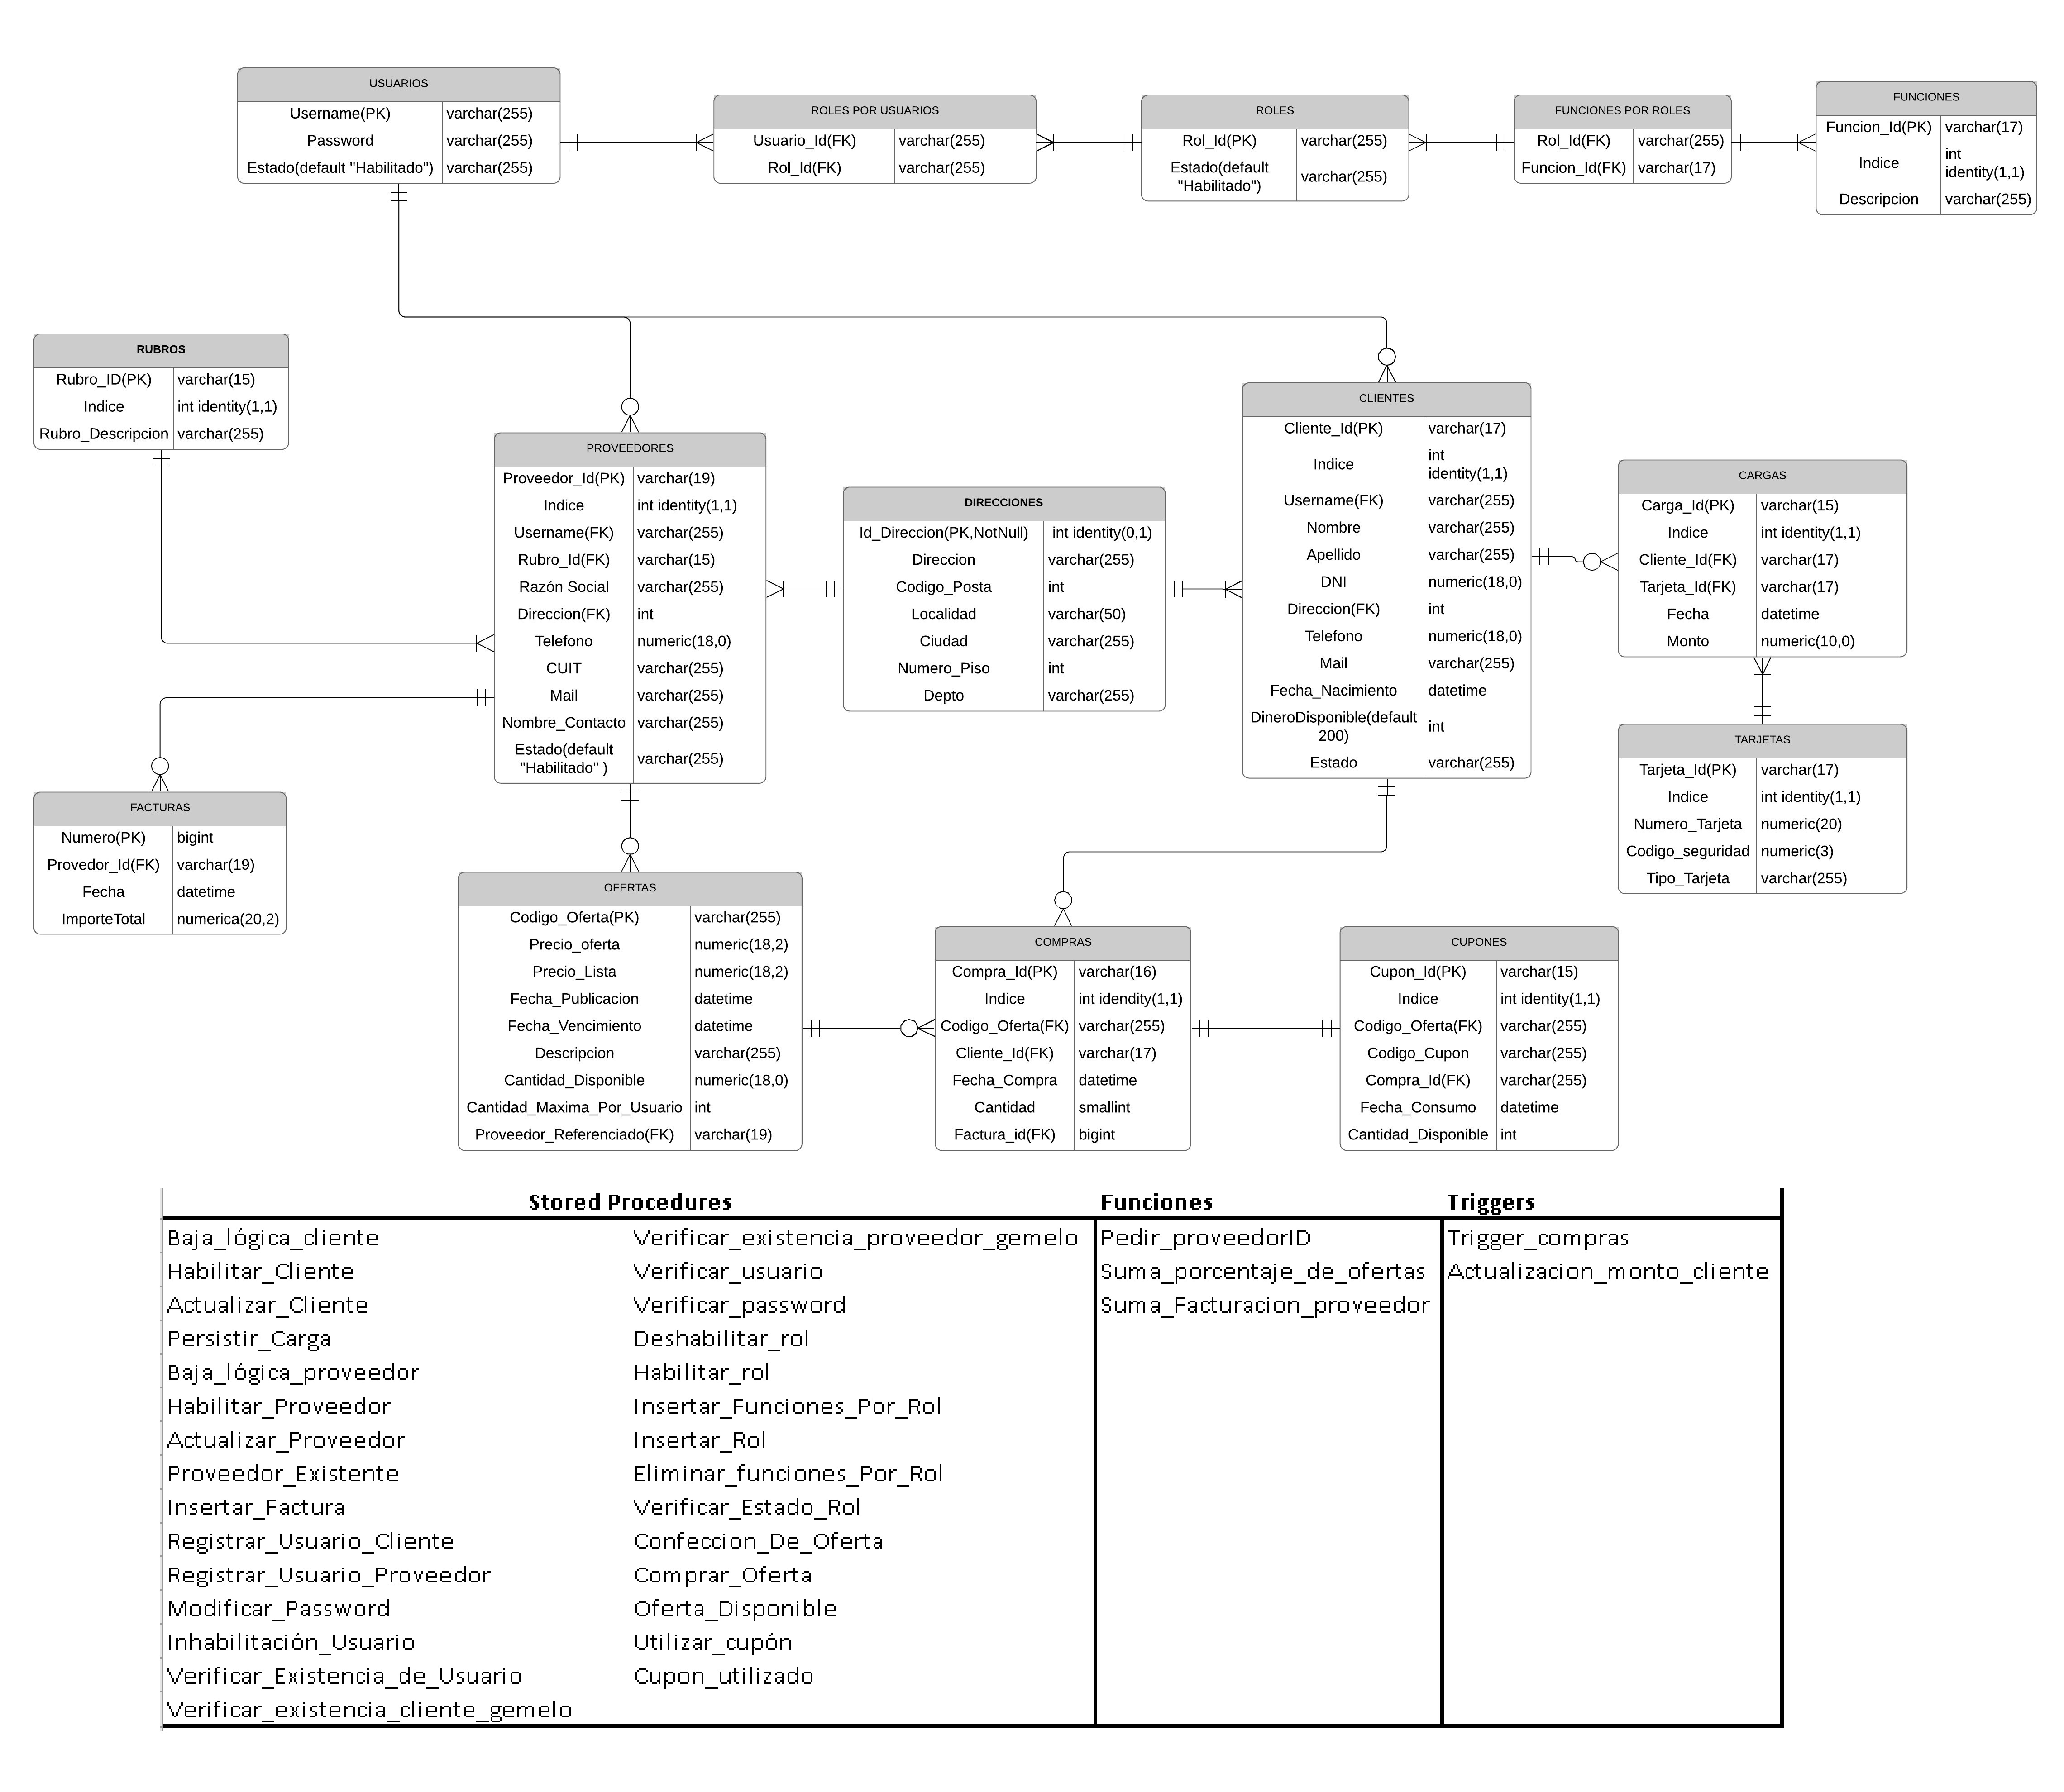 USUARIOS
Username(PK) varchar(255)
Password varchar(255)
Estado(default "Habilitado") varchar(255)
ROLES POR USUARIOS
Usuario_Id(FK) varchar(255)
Rol_Id(FK) varchar(255)
ROLES
Rol_Id(PK) varchar(255)
Estado(default
"Habilitado") varchar(255)
FUNCIONES POR ROLES
Rol_Id(FK) varchar(255)
Funcion_Id(FK) varchar(17)
FUNCIONES
Funcion_Id(PK) varchar(17)
Indice int
identity(1,1)
Descripcion varchar(255)
RUBROS
Rubro_ID(PK) varchar(15)
Indice int identity(1,1)
Rubro_Descripcion varchar(255)
PROVEEDORES
Proveedor_Id(PK) varchar(19)
Indice int identity(1,1)
Username(FK) varchar(255)
Rubro_Id(FK) varchar(15)
Razón Social varchar(255)
Direccion(FK) int
Telefono numeric(18,0)
CUIT varchar(255)
Mail varchar(255)
Nombre_Contacto varchar(255)
Estado(default
"Habilitado" ) varchar(255)
DIRECCIONES
Id_Direccion(PK,NotNull) int identity(0,1)
Direccion varchar(255)
Codigo_Posta int
Localidad varchar(50)
Ciudad varchar(255)
Numero_Piso int
Depto varchar(255)
CLIENTES
Cliente_Id(PK) varchar(17)
Indice int
identity(1,1)
Username(FK) varchar(255)
Nombre varchar(255)
Apellido varchar(255)
DNI numeric(18,0)
Direccion(FK) int
Telefono numeric(18,0)
Mail varchar(255)
Fecha_Nacimiento datetime
DineroDisponible(default
200) int
Estado varchar(255)
CARGAS
Carga_Id(PK) varchar(15)
Indice int identity(1,1)
Cliente_Id(FK) varchar(17)
Tarjeta_Id(FK) varchar(17)
Fecha datetime
Monto numeric(10,0)
TARJETAS
Tarjeta_Id(PK) varchar(17)
Indice int identity(1,1)
Numero_Tarjeta numeric(20)
Codigo_seguridad numeric(3)
Tipo_Tarjeta varchar(255)
FACTURAS
Numero(PK) bigint
Provedor_Id(FK) varchar(19)
Fecha datetime
ImporteTotal numerica(20,2)
OFERTAS
Codigo_Oferta(PK) varchar(255)
Precio_oferta numeric(18,2)
Precio_Lista numeric(18,2)
Fecha_Publicacion datetime
Fecha_Vencimiento datetime
Descripcion varchar(255)
Cantidad_Disponible numeric(18,0)
Cantidad_Maxima_Por_Usuario int
Proveedor_Referenciado(FK) varchar(19)
COMPRAS
Compra_Id(PK) varchar(16)
Indice int idendity(1,1)
Codigo_Oferta(FK) varchar(255)
Cliente_Id(FK) varchar(17)
Fecha_Compra datetime
Cantidad smallint
Factura_id(FK) bigint
CUPONES
Cupon_Id(PK) varchar(15)
Indice int identity(1,1)
Codigo_Oferta(FK) varchar(255)
Codigo_Cupon varchar(255)
Compra_Id(FK) varchar(255)
Fecha_Consumo datetime
Cantidad_Disponible int
Stored Procedures Funciones Triggers
Baja_lógica_cliente Verificar_existencia_proveedor_gemelo Pedir_proveedorID Trigger_compras
Habilitar_Cliente Verificar_usuario Suma_porcentaje_de_ofertas Actualizacion_monto_cliente
Actualizar_Cliente Verificar_password Suma_Facturacion_proveedor
Persistir_Carga Deshabilitar_rol
Baja_lógica_proveedor Habilitar_rol
Habilitar_Proveedor Insertar_Funciones_Por_Rol
Actualizar_Proveedor Insertar_Rol
Proveedor_Existente Eliminar_funciones_Por_Rol
Insertar_Factura Verificar_Estado_Rol
Registrar_Usuario_Cliente Confeccion_De_Oferta
Registrar_Usuario_Proveedor Comprar_Oferta
Modificar_Password Oferta_Disponible
Inhabilitación_Usuario Utilizar_cupón
Verificar_Existencia_de_Usuario Cupon_utilizado
Verificar_existencia_cliente_gemelo